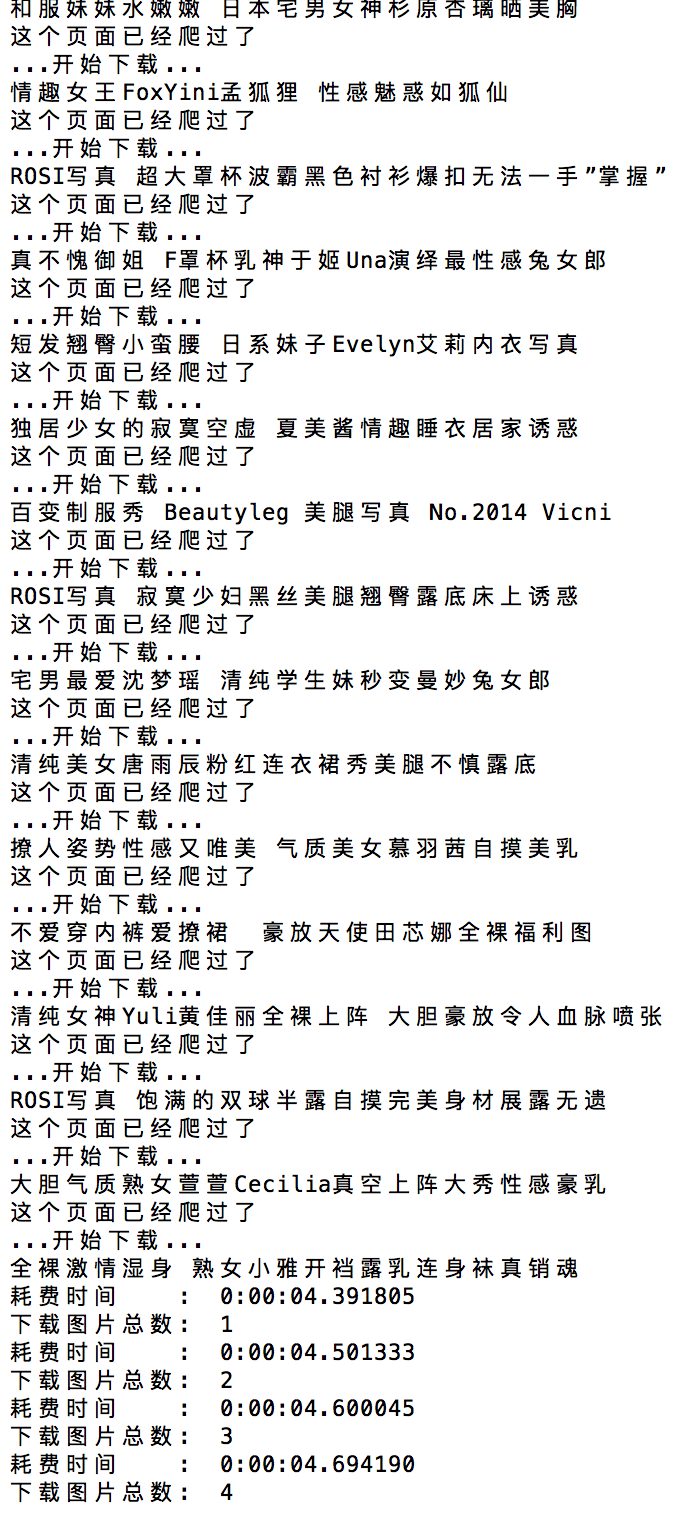 和服妹妹水嫩嫩 日本宅男女神杉原杏璃晒美胸
这个页面已经爬过了
...开始下载...
情趣女王FoxYini孟狐狸 性感魅惑如狐仙
这个页面已经爬过了
...开始下载...
ROSI写真 超大罩杯波霸黑色衬衫爆扣无法一手”掌握”
这个页面已经爬过了
...开始下载...
真不愧御姐 F罩杯乳神于姬Una演绎最性感兔女郎
这个页面已经爬过了
...开始下载...
短发翘臀小蛮腰 日系妹子Evelyn艾莉内衣写真
这个页面已经爬过了
...开始下载...
独居少女的寂寞空虚 夏美酱情趣睡衣居家诱惑
这个页面已经爬过了
...开始下载...
百变制服秀 Beautyleg 美腿写真 No.2014 Vicni
这个页面已经爬过了
...开始下载...
ROSI写真 寂寞少妇黑丝美腿翘臀露底床上诱惑
这个页面已经爬过了
...开始下载...
宅男最爱沈梦瑶 清纯学生妹秒变曼妙兔女郎
这个页面已经爬过了
...开始下载...
清纯美女唐雨辰粉红连衣裙秀美腿不慎露底
这个页面已经爬过了
...开始下载...
撩人姿势性感又唯美 气质美女慕羽茜自摸美乳
这个页面已经爬过了
...开始下载...
不爱穿内裤爱撩裙  豪放天使田芯娜全裸福利图
这个页面已经爬过了
...开始下载...
清纯女神Yuli黄佳丽全裸上阵 大胆豪放令人血脉喷张
这个页面已经爬过了
...开始下载...
ROSI写真 饱满的双球半露自摸完美身材展露无遗
这个页面已经爬过了
...开始下载...
大胆气质熟女萱萱Cecilia真空上阵大秀性感豪乳
这个页面已经爬过了
...开始下载...
全裸激情湿身 熟女小雅开裆露乳连身袜真销魂
耗费时间    : 0:00:04.391805
下载图片总数: 1
耗费时间    : 0:00:04.501333
下载图片总数: 2
耗费时间    : 0:00:04.600045
下载图片总数: 3
耗费时间    : 0:00:04.694190
下载图片总数: 4